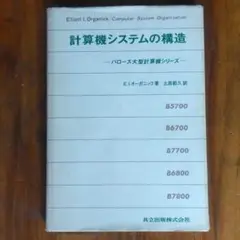 Elliott I. Organick: Computer System Organization
計算機システムの構造
—バロース大型計算機シリーズ—
E.I.オーガニック著 土居範久訳
B5700
B6700
B7700
B6800
B7800
共立出版株式会社